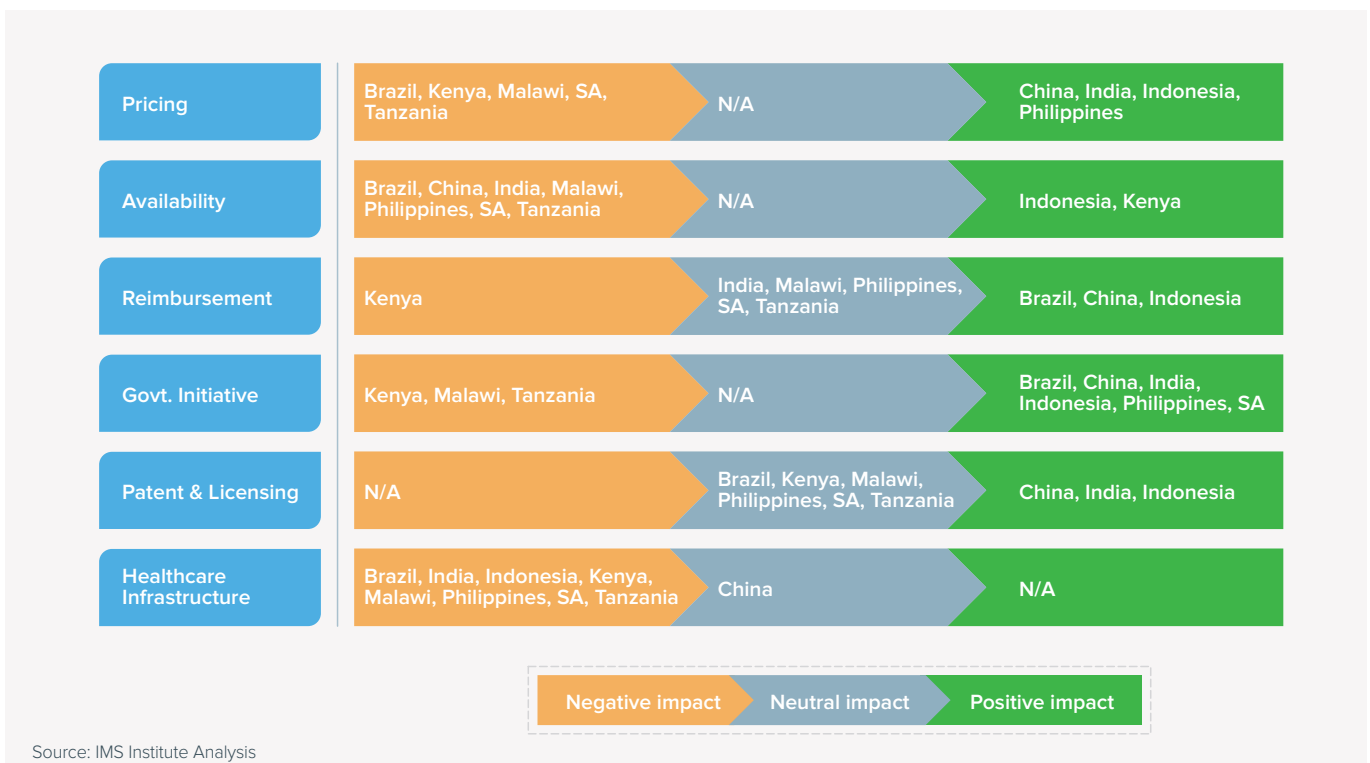 Pricing
Brazil, Kenya, Malawi, SA,
Tanzania
N/A
China, India, Indonesia,
Philippines
Availability
Brazil, China, India, Malawi,
Philippines, SA, Tanzania
N/A
Indonesia, Kenya
Reimbursement
Kenya
India, Malawi, Philippines,
SA, Tanzania
Brazil, China, Indonesia
Govt. Initiative
Kenya, Malawi, Tanzania
N/A
Brazil, China, India,
Indonesia, Philippines, SA
Patent & Licensing
N/A
Brazil, Kenya, Malawi,
Philippines, SA, Tanzania
China, India, Indonesia
Healthcare
Infrastructure
Brazil, India, Indonesia, Kenya,
Malawi, Philippines, SA, Tanzania
China
N/A
Negative impact
Neutral impact
Positive impact
Source: IMS Institute Analysis